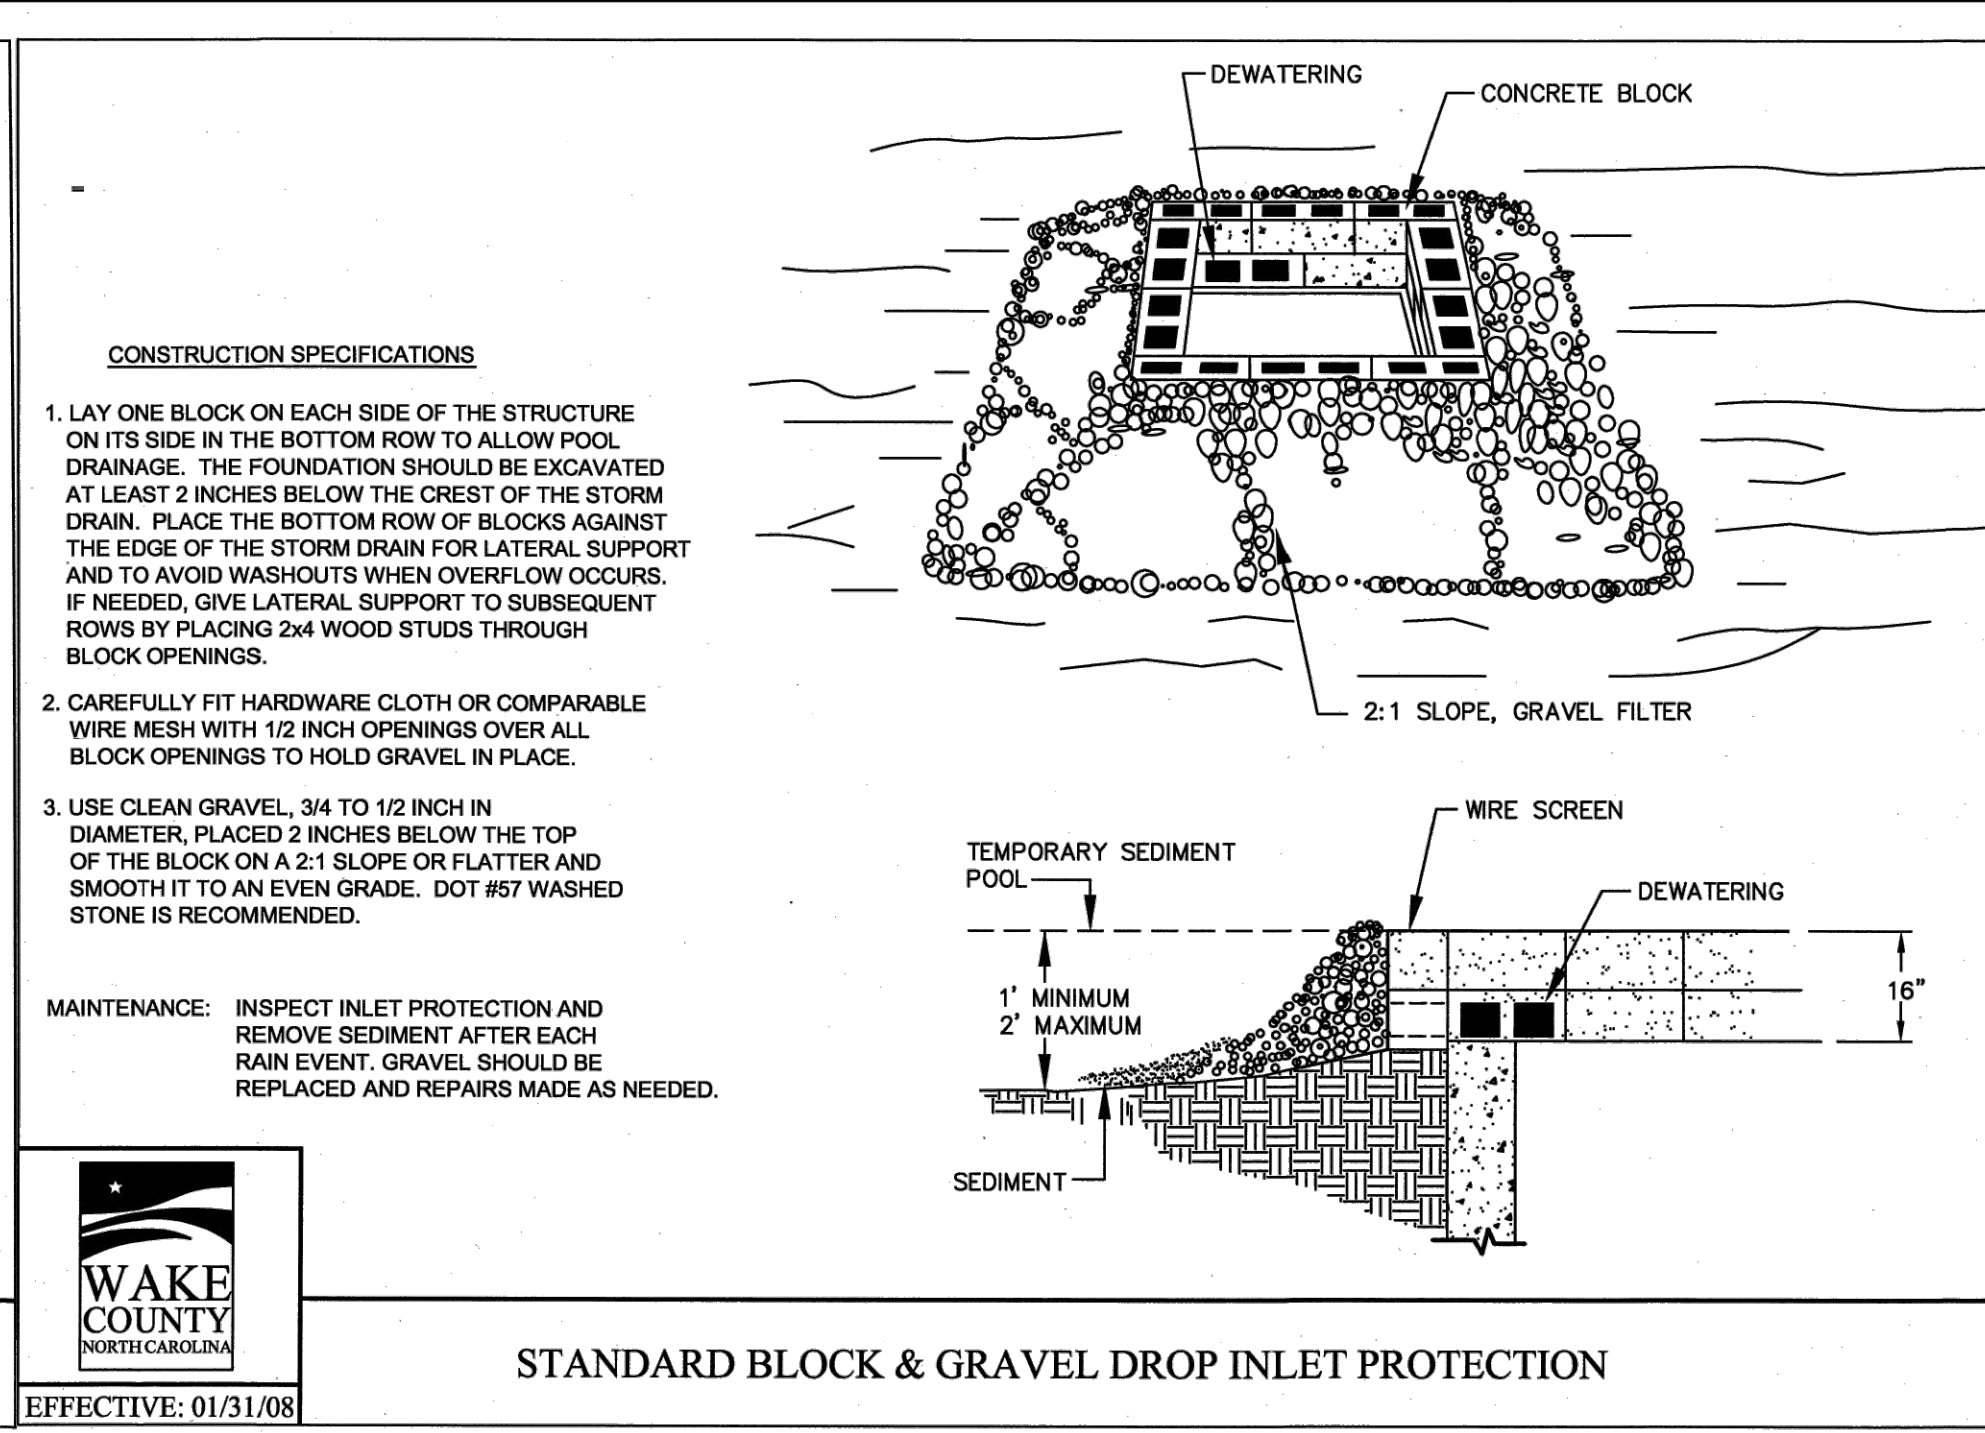 DEWATERING
CONCRETE BLOCK
2:1 SLOPE, GRAVEL FILTER
CONSTRUCTION SPECIFICATIONS
1. LAY ONE BLOCK ON EACH SIDE OF THE STRUCTURE
ON ITS SIDE IN THE BOTTOM ROW TO ALLOW POOL
DRAINAGE. THE FOUNDATION SHOULD BE EXCAVATED
AT LEAST 2 INCHES BELOW THE CREST OF THE STORM
DRAIN. PLACE THE BOTTOM ROW OF BLOCKS AGAINST
THE EDGE OF THE STORM DRAIN FOR LATERAL SUPPORT
AND TO AVOID WASHOUTS WHEN OVERFLOW OCCURS.
IF NEEDED, GIVE LATERAL SUPPORT TO SUBSEQUENT
ROWS BY PLACING 2x4 WOOD STUDS THROUGH
BLOCK OPENINGS.
2. CAREFULLY FIT HARDWARE CLOTH OR COMPARABLE
WIRE MESH WITH 1/2 INCH OPENINGS OVER ALL
BLOCK OPENINGS TO HOLD GRAVEL IN PLACE.
3. USE CLEAN GRAVEL, 3/4 TO 1/2 INCH IN
DIAMETER, PLACED 2 INCHES BELOW THE TOP
OF THE BLOCK ON A 2:1 SLOPE OR FLATTER AND
SMOOTH IT TO AN EVEN GRADE. DOT #57 WASHED
STONE IS RECOMMENDED.
MAINTENANCE: INSPECT INLET PROTECTION AND
REMOVE SEDIMENT AFTER EACH
RAIN EVENT. GRAVEL SHOULD BE
REPLACED AND REPAIRS MADE AS NEEDED.
WIRE SCREEN
TEMPORARY SEDIMENT
POOL
DEWATERING
1' MINIMUM
2' MAXIMUM
16"
SEDIMENT
WAKE
COUNTY
NORTH CAROLINA
EFFECTIVE: 01/31/08
STANDARD BLOCK & GRAVEL DROP INLET PROTECTION